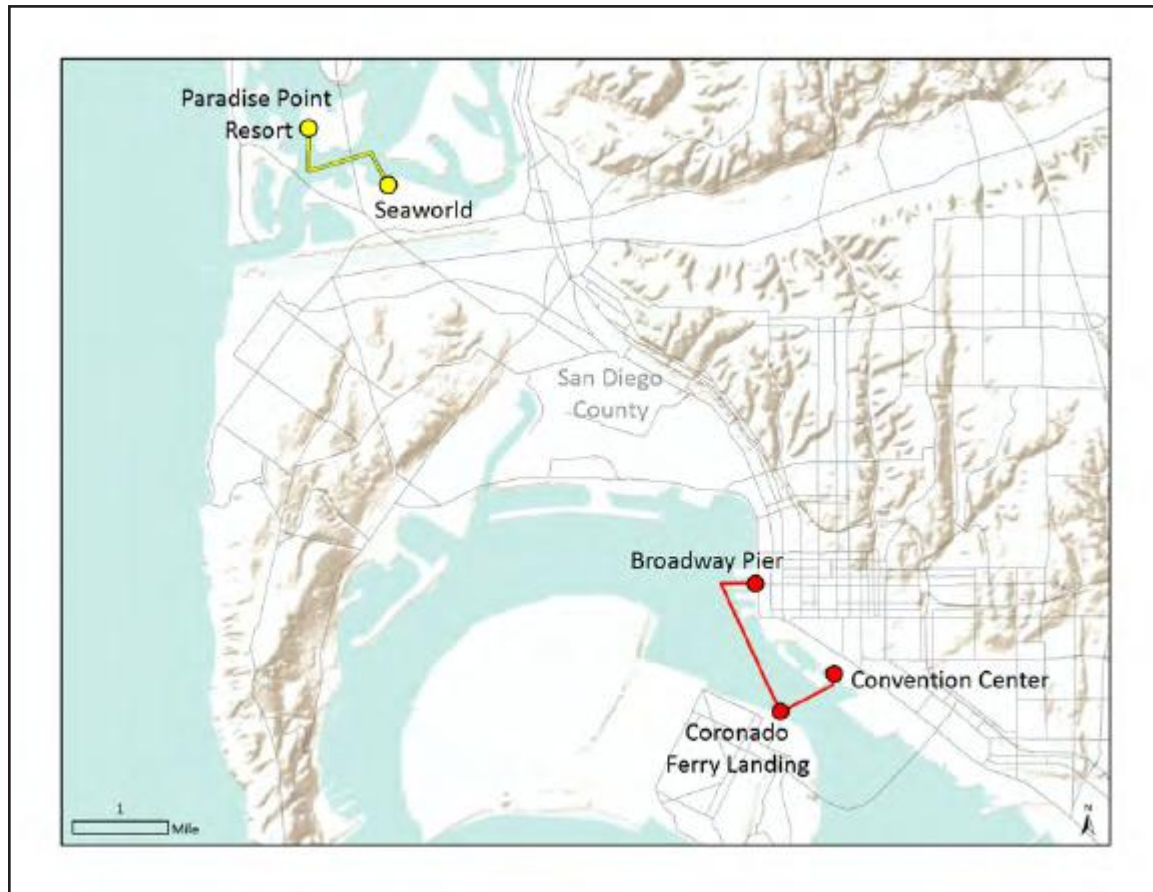 Paradise Point
Resort
Seaworld
San Diego
County
Broadway Pier
Convention Center
Coronado
Ferry Landing
1
Mile
N